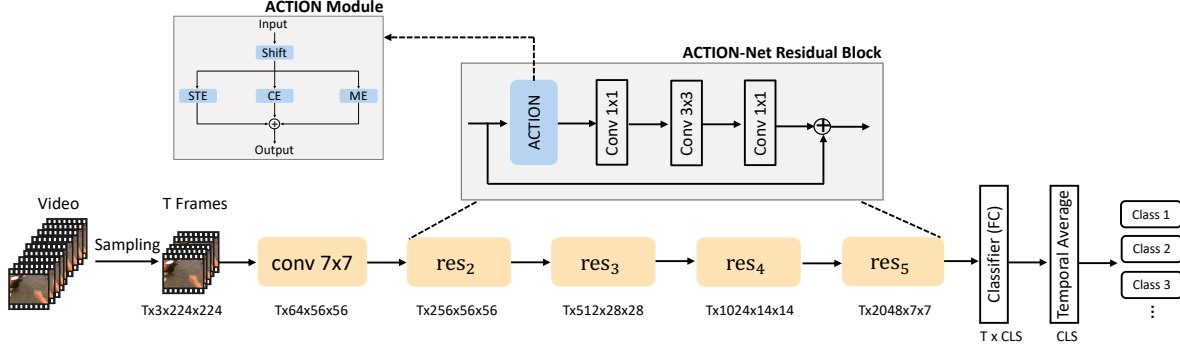 ACTION Module
Input
Shift
STE
CE
ME
Output
ACTION-Net Residual Block
ACTION
Conv 1x1
Conv 3x3
Conv 1x1
Video
Sampling
T Frames
Tx3x224x224
conv 7x7
Tx64x56x56
res2
Tx256x56x56
res3
Tx512x28x28
res4
Tx1024x14x14
res5
Tx2048x7x7
Classifier (FC)
T x CLS
Temporal Average
CLS
Class 1
Class 2
Class 3
...